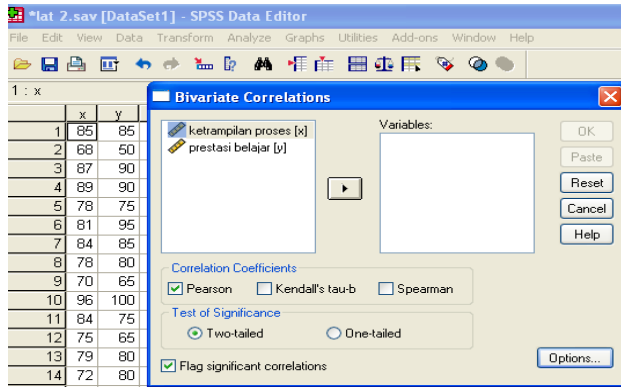 *lat 2.sav [DataSet1] - SPSS Data Editor
File Edit View Data Transform Analyze Graphs Utilities Add-ons Window Help
1 : x
x y
1 85 85
2 68 50
3 87 90
4 89 90
5 78 75
6 81 95
7 84 85
8 78 80
9 70 65
10 96 100
11 84 75
12 75 65
13 79 80
14 72 80
Bivariate Correlations
ketrampilan proses [x]
prestasi belajar [y]
Variables:
OK
Paste
Reset
Cancel
Help
Correlation Coefficients
Pearson Kendall's tau-b Spearman
Test of Significance
Two-tailed One-tailed
Flag significant correlations
Options...